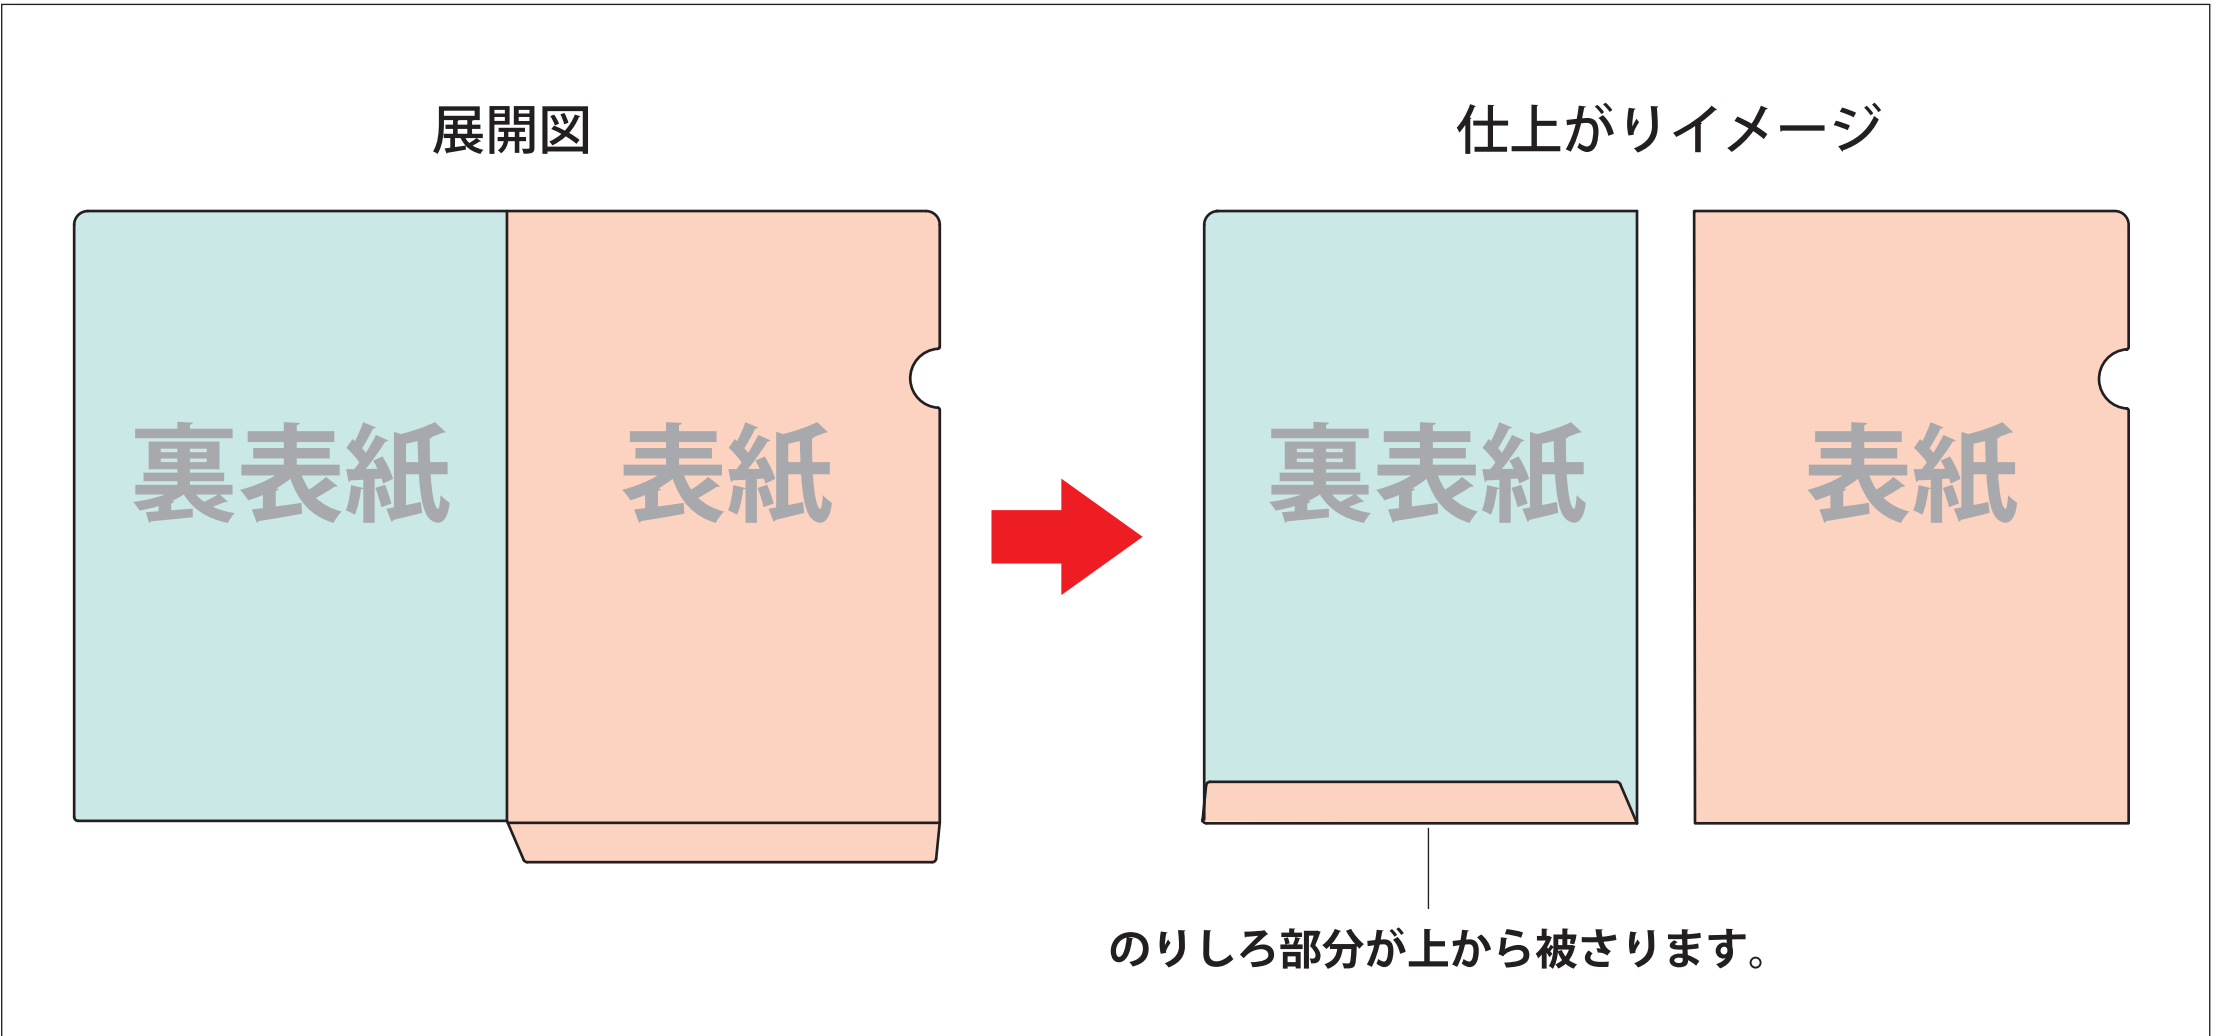 展開図
仕上がりイメージ
裏表紙
表紙
裏表紙
表紙
のりしろ部分が上から被さります。